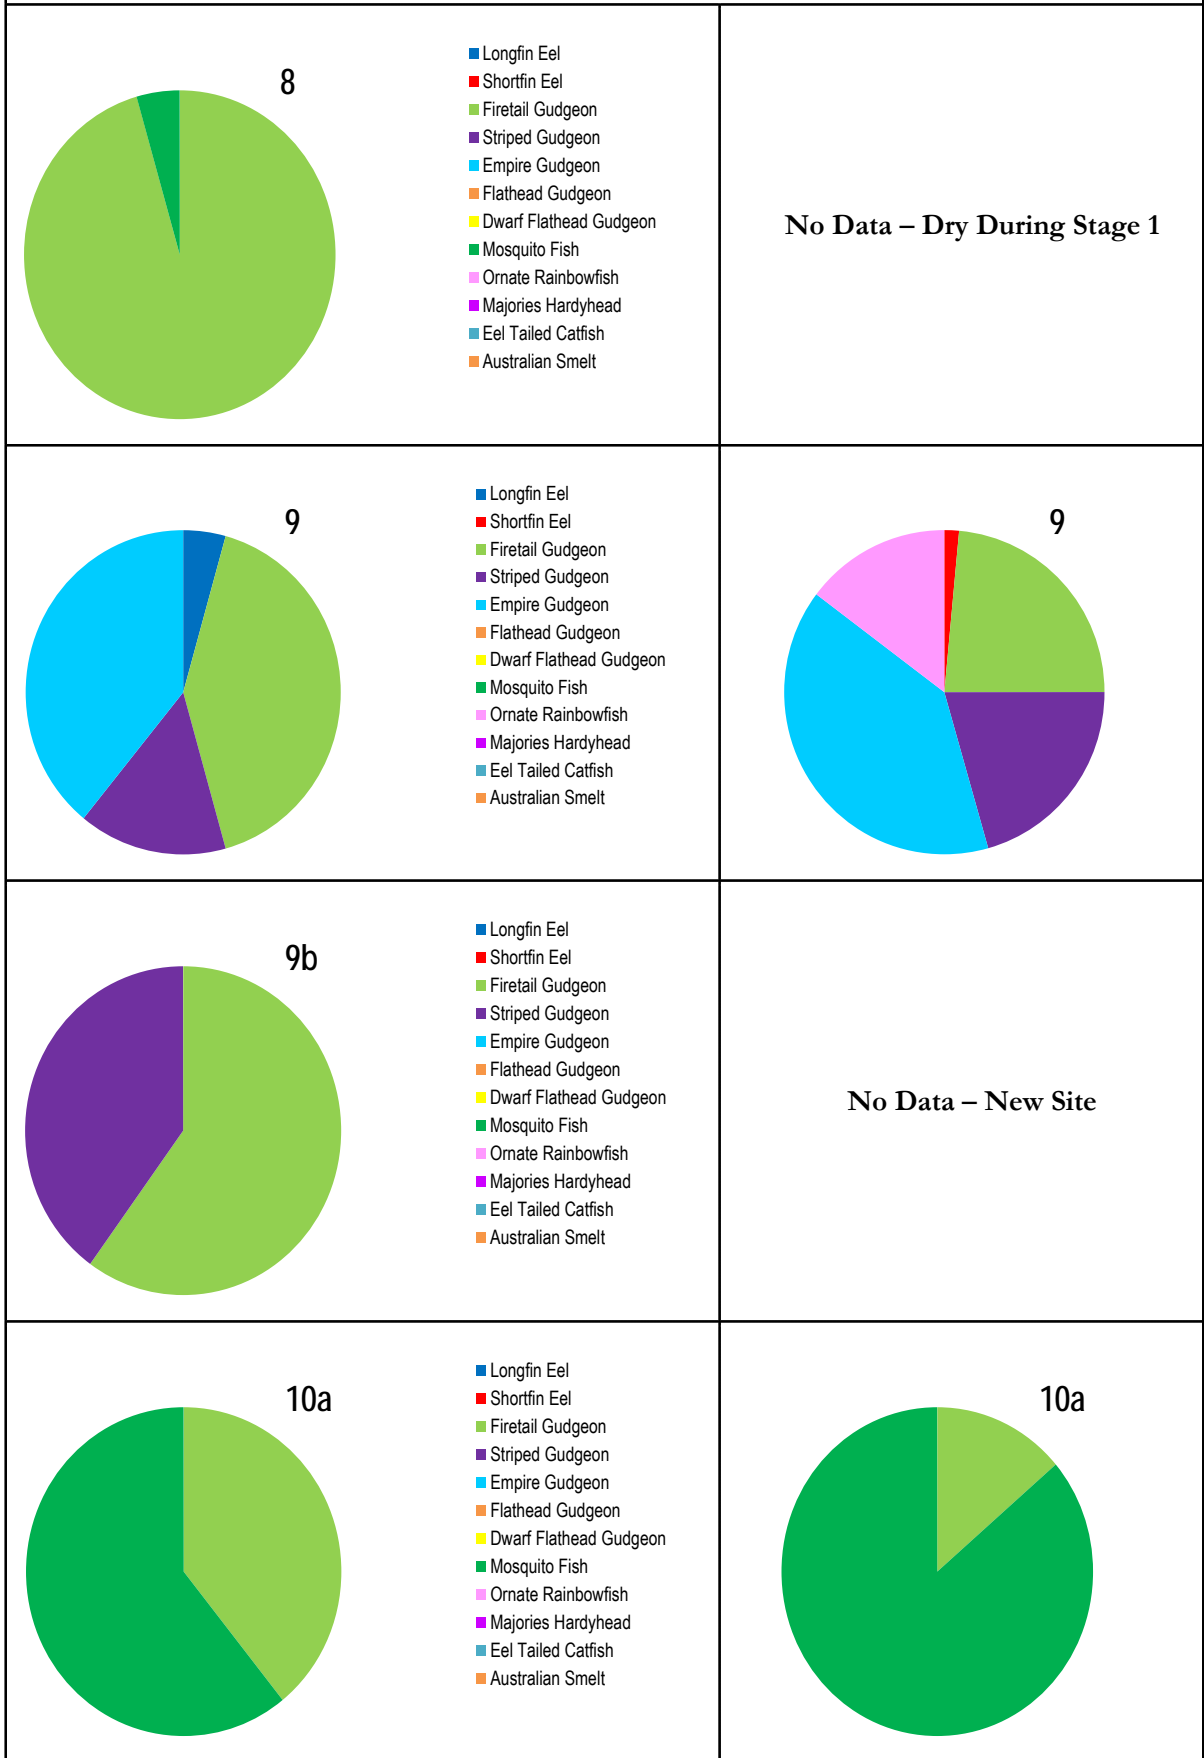 8
Longfin Eel
Shortfin Eel
Firetail Gudgeon
Striped Gudgeon
Empire Gudgeon
Flathead Gudgeon
Dwarf Flathead Gudgeon
Mosquito Fish
Ornate Rainbowfish
Majories Hardyhead
Eel Tailed Catfish
Australian Smelt
No Data – Dry During Stage 1
9
Longfin Eel
Shortfin Eel
Firetail Gudgeon
Striped Gudgeon
Empire Gudgeon
Flathead Gudgeon
Dwarf Flathead Gudgeon
Mosquito Fish
Ornate Rainbowfish
Majories Hardyhead
Eel Tailed Catfish
Australian Smelt
9
9b
Longfin Eel
Shortfin Eel
Firetail Gudgeon
Striped Gudgeon
Empire Gudgeon
Flathead Gudgeon
Dwarf Flathead Gudgeon
Mosquito Fish
Ornate Rainbowfish
Majories Hardyhead
Eel Tailed Catfish
Australian Smelt
No Data – New Site
10a
Longfin Eel
Shortfin Eel
Firetail Gudgeon
Striped Gudgeon
Empire Gudgeon
Flathead Gudgeon
Dwarf Flathead Gudgeon
Mosquito Fish
Ornate Rainbowfish
Majories Hardyhead
Eel Tailed Catfish
Australian Smelt
10a